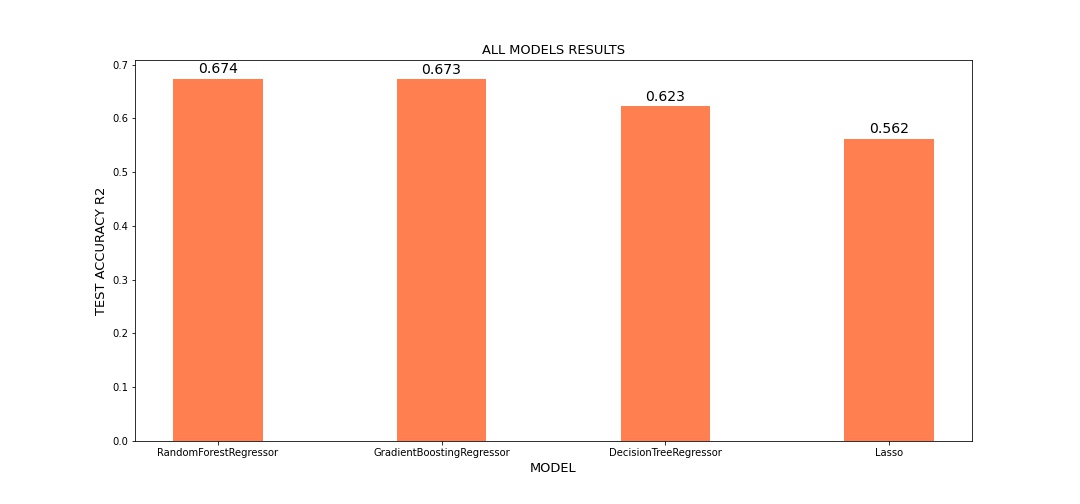 ALL MODELS RESULTS
0.674
0.673
0.623
0.562
TEST ACCURACY R2
0.7
0.6
0.5
0.4
0.3
0.2
0.1
0.0
RandomForestRegressor
GradientBoostingRegressor
DecisionTreeRegressor
Lasso
MODEL